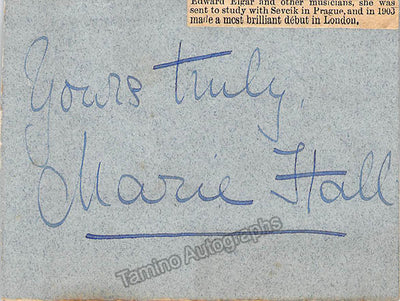 Edward Elgar and other musicians, she was
sent to study with Sevcik in Prague, and in 1903
made a most brilliant début in London.
Yours truly,
Marie Hall
Tamino Autographs